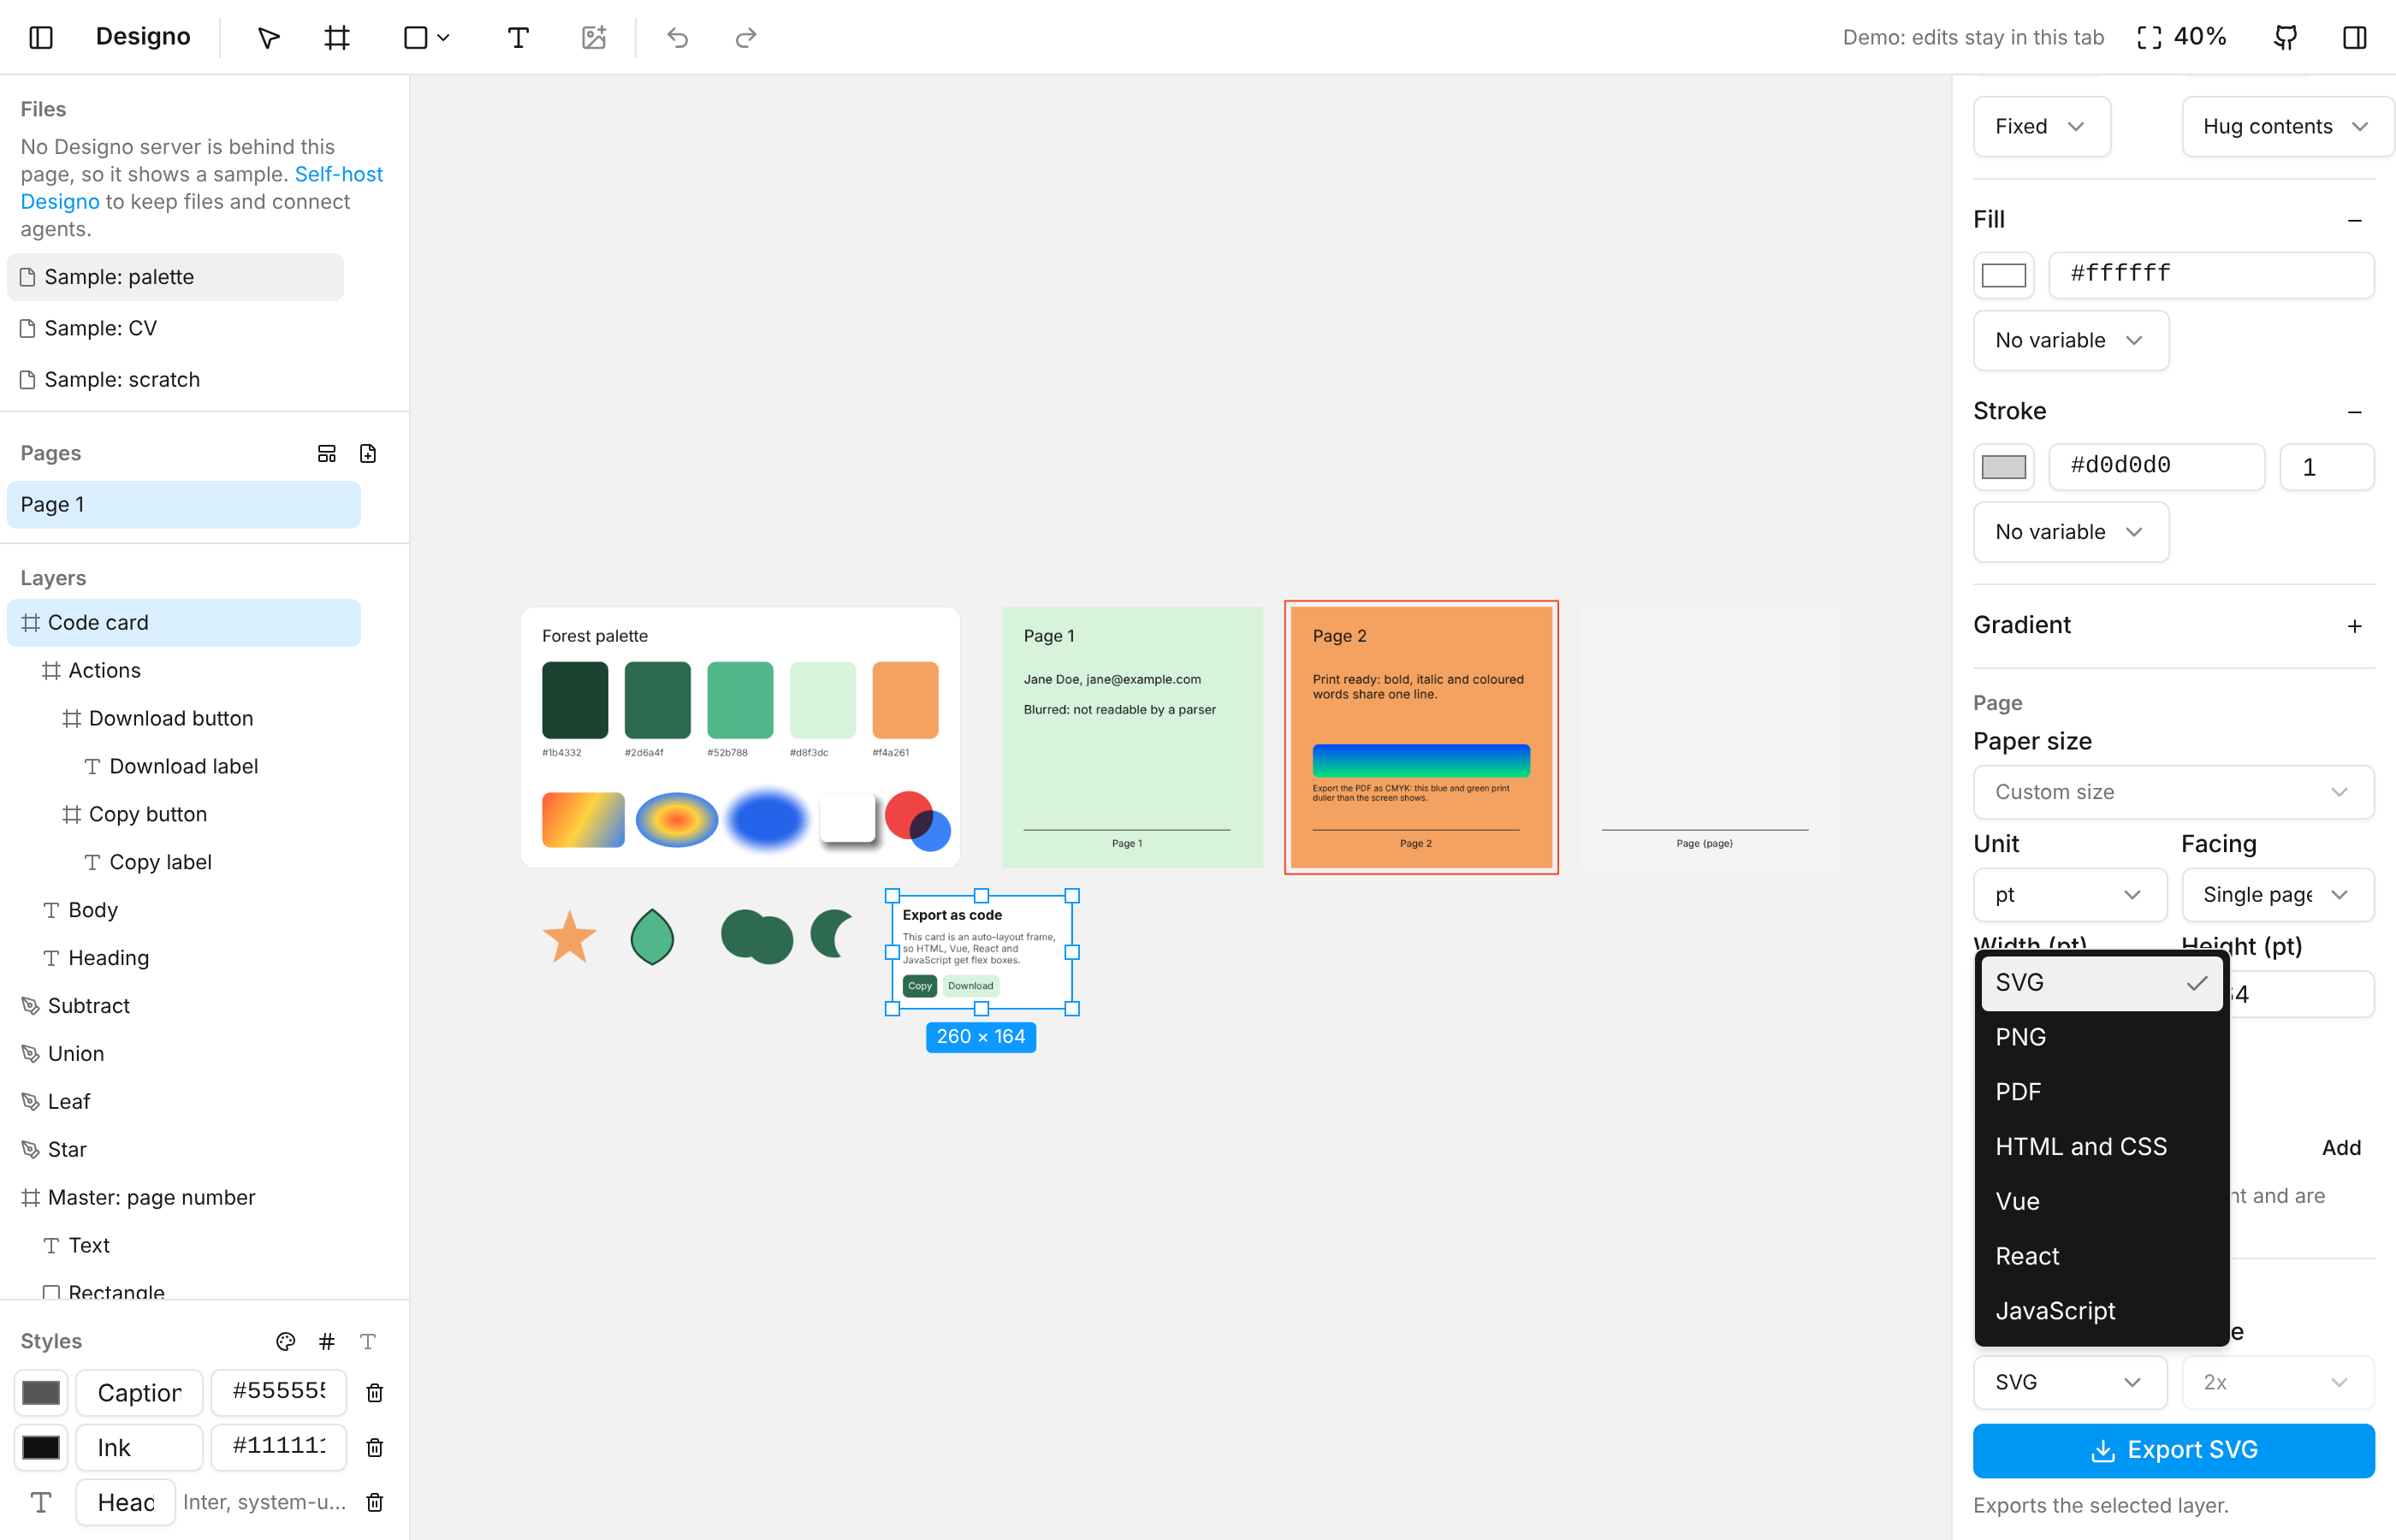 Designo
Demo: edits stay in this tab
40%
Files
No Designo server is behind this
page, so it shows a sample. Self-host
Designo to keep files and connect
agents.
Sample: palette
Sample: CV
Sample: scratch
Pages
Page 1
Layers
Code card
Actions
Download button
Download label
Copy button
Copy label
Body
Heading
Subtract
Union
Leaf
Star
Master: page number
Text
Rectangle
Styles
Caption
#555555
Ink
#111111
Head
Inter, system-u...
Forest palette
#1b4332
#2d6a4f
#52b788
#d8f3dc
#f4a261
Page 1
Jane Doe, jane@example.com
Blurred: not readable by a parser
Page 1
Page 2
Print ready: bold, italic and coloured
words share one line.
Export the PDF as CMYK: this blue and green print
duller than the screen shows.
Page 2
Page {page}
Export as code
This card is an auto-layout frame,
so HTML, Vue, React and
JavaScript get flex boxes.
Copy
Download
260 × 164
Fixed
Hug contents
Fill
#ffffff
No variable
Stroke
#d0d0d0
1
No variable
Gradient
Page
Paper size
Custom size
Unit
Facing
pt
Single page
Width (pt)
Height (pt)
SVG
PNG
PDF
HTML and CSS
Vue
React
JavaScript
Add
and are
SVG
2x
Export SVG
Exports the selected layer.